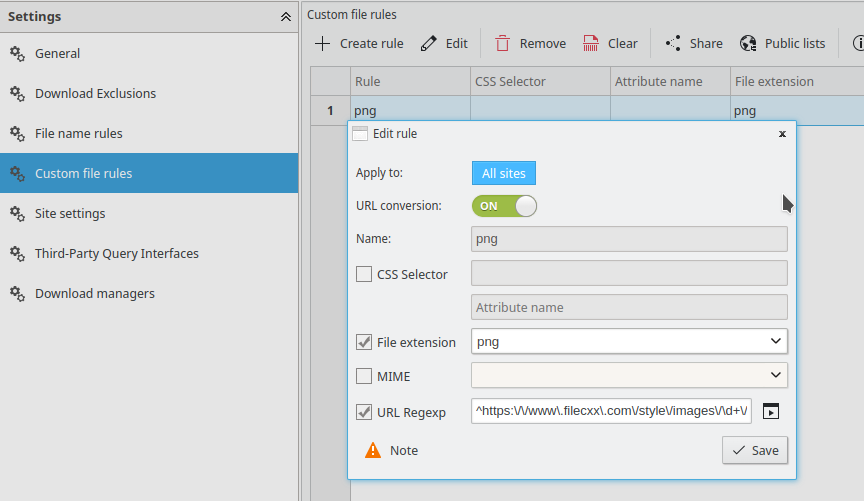 Settings
General
Download Exclusions
File name rules
Custom file rules
Site settings
Third-Party Query Interfaces
Download managers
Custom file rules
Create rule Edit Remove Clear Share Public lists
Rule CSS Selector Attribute name File extension
1 png png
Edit rule x
Apply to: All sites
URL conversion: ON
Name: png
CSS Selector
Attribute name
File extension png
MIME
URL Regexp ^https:\/\/www\.filecxx\.com\/style\/images\/\d+\/
Note Save